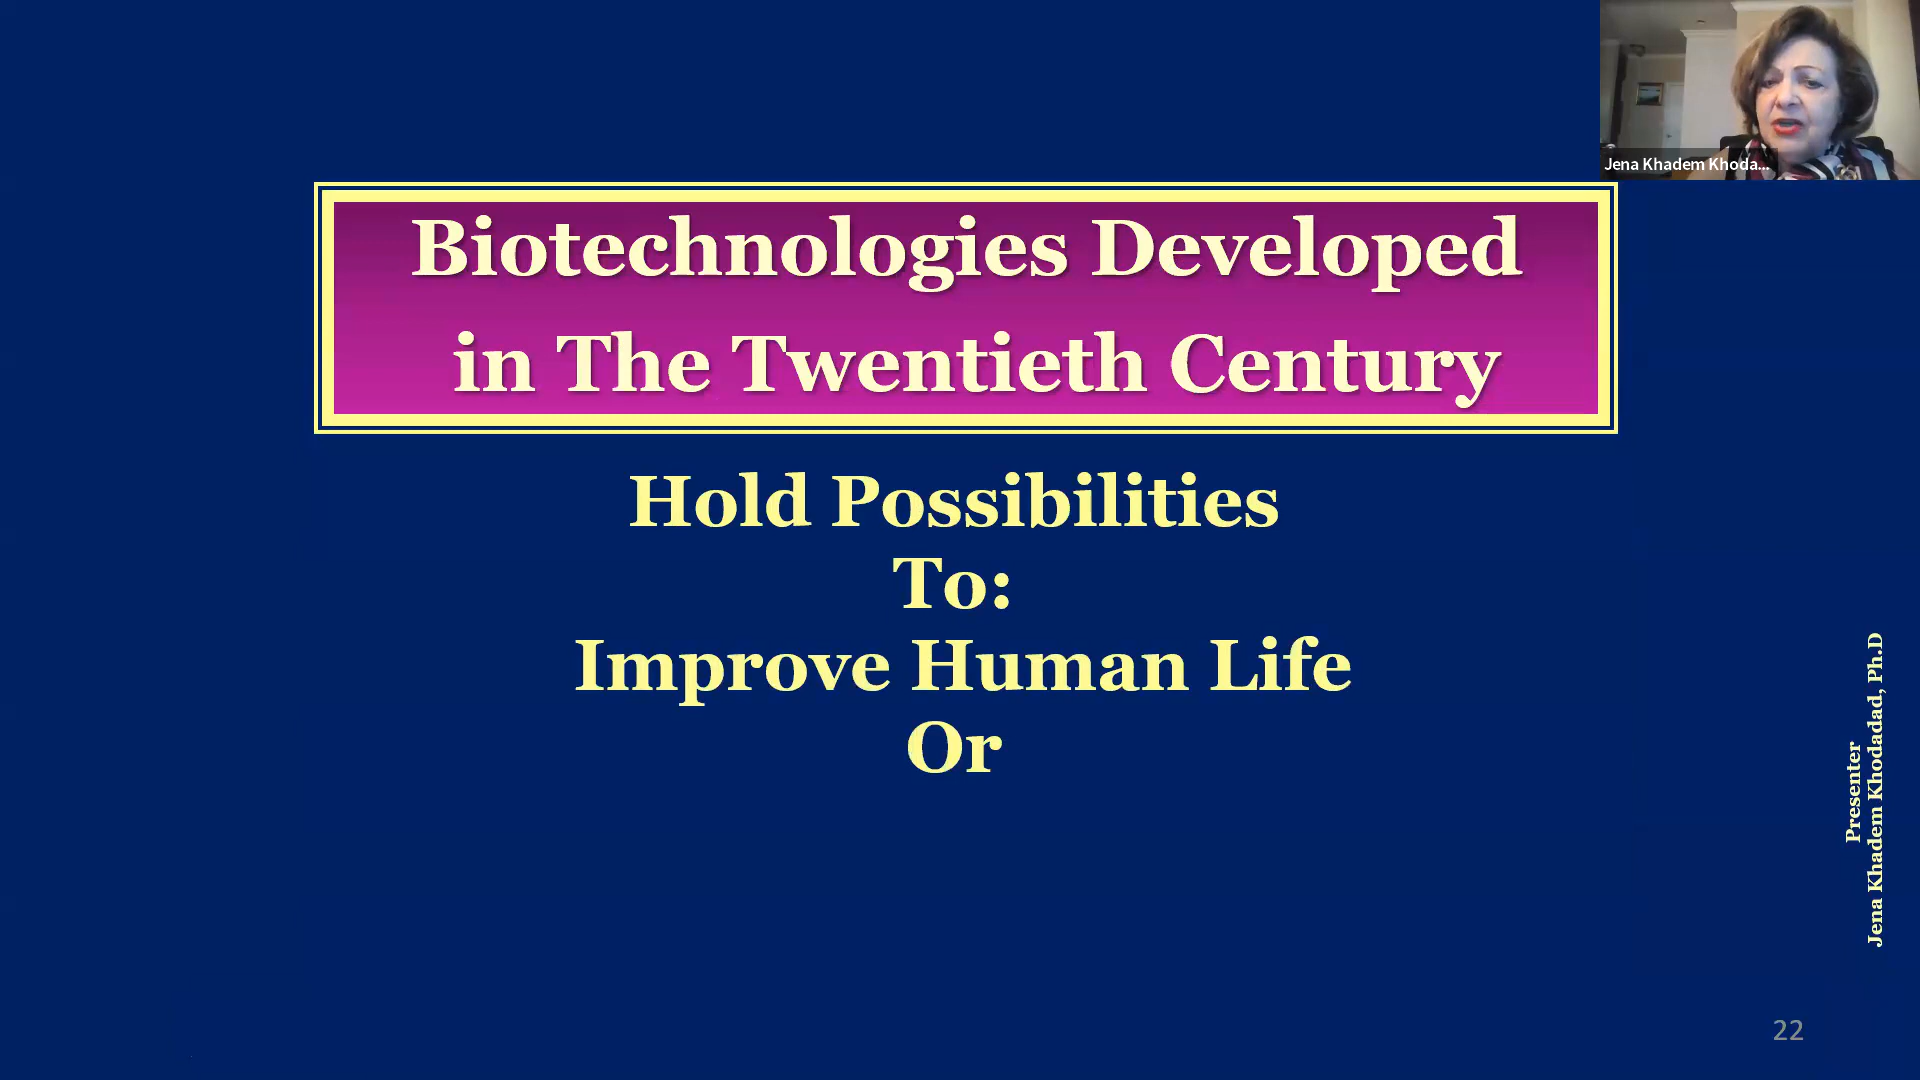 Jena Khadem Khoda...
Biotechnologies Developed
in The Twentieth Century
Hold Possibilities
To:
Improve Human Life
Or
Presenter
Jena Khadem Khodadad, Ph.D
22